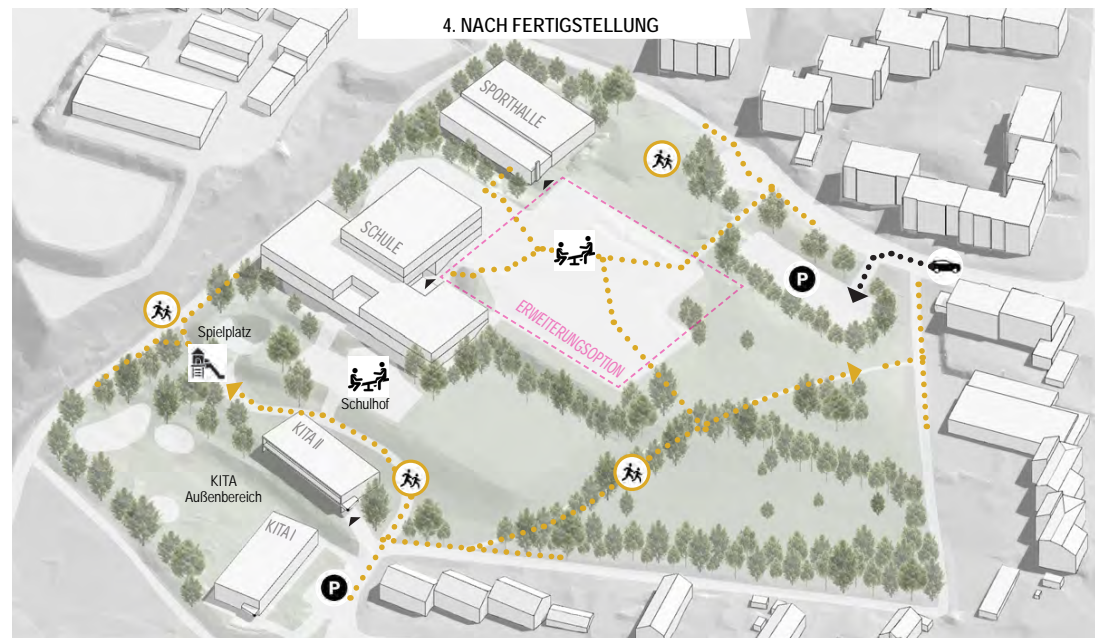 4. NACH FERTIGSTELLUNG
SPORTHALLE
SCHULE
ERWEITERUNGSOPTION
P
Spielplatz
Schulhof
KITA II
KITA
Außenbereich
KITA I
P